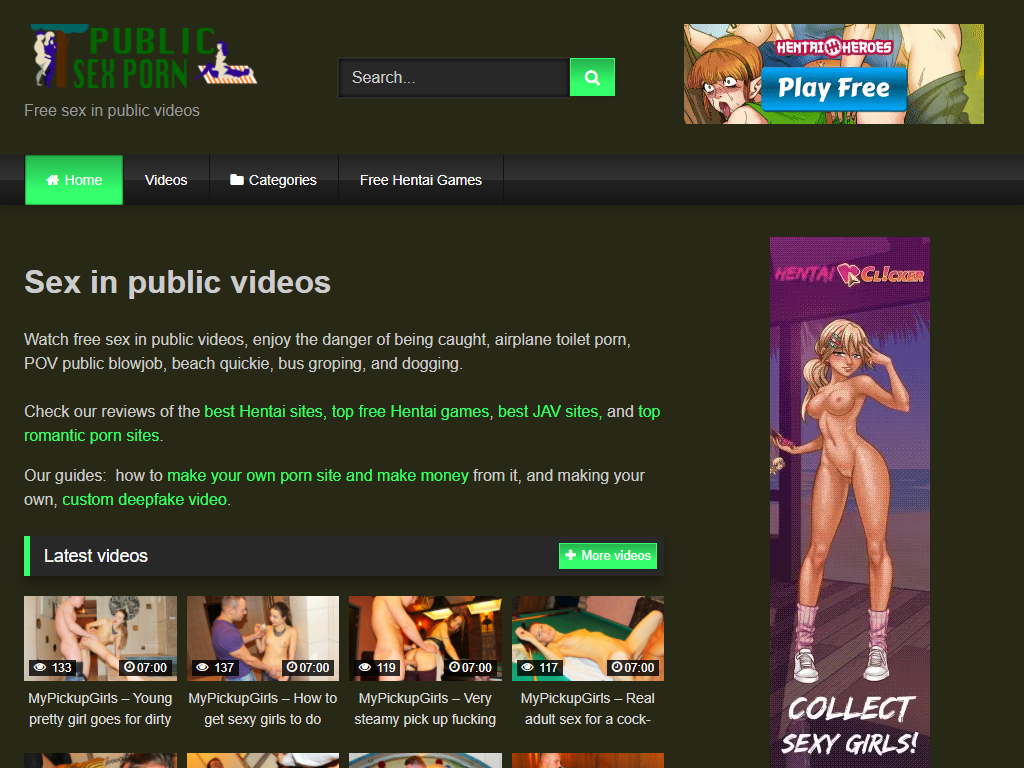 PUBLIC
SEX PORN
Free sex in public videos
Search...
HENTAI HEROES
Play Free
Home
Videos
Categories
Free Hentai Games
Sex in public videos
Watch free sex in public videos, enjoy the danger of being caught, airplane toilet porn,
POV public blowjob, beach quickie, bus groping, and dogging.
Check our reviews of the best Hentai sites, top free Hentai games, best JAV sites, and top
romantic porn sites.
Our guides:  how to make your own porn site and make money from it, and making your
own, custom deepfake video.
HENTAI CLICKER
COLLECT
SEXY GIRLS!
Latest videos
More videos
133
07:00
137
07:00
119
07:00
117
07:00
MyPickupGirls – Young
pretty girl goes for dirty
MyPickupGirls – How to
get sexy girls to do
MyPickupGirls – Very
steamy pick up fucking
MyPickupGirls – Real
adult sex for a cock-